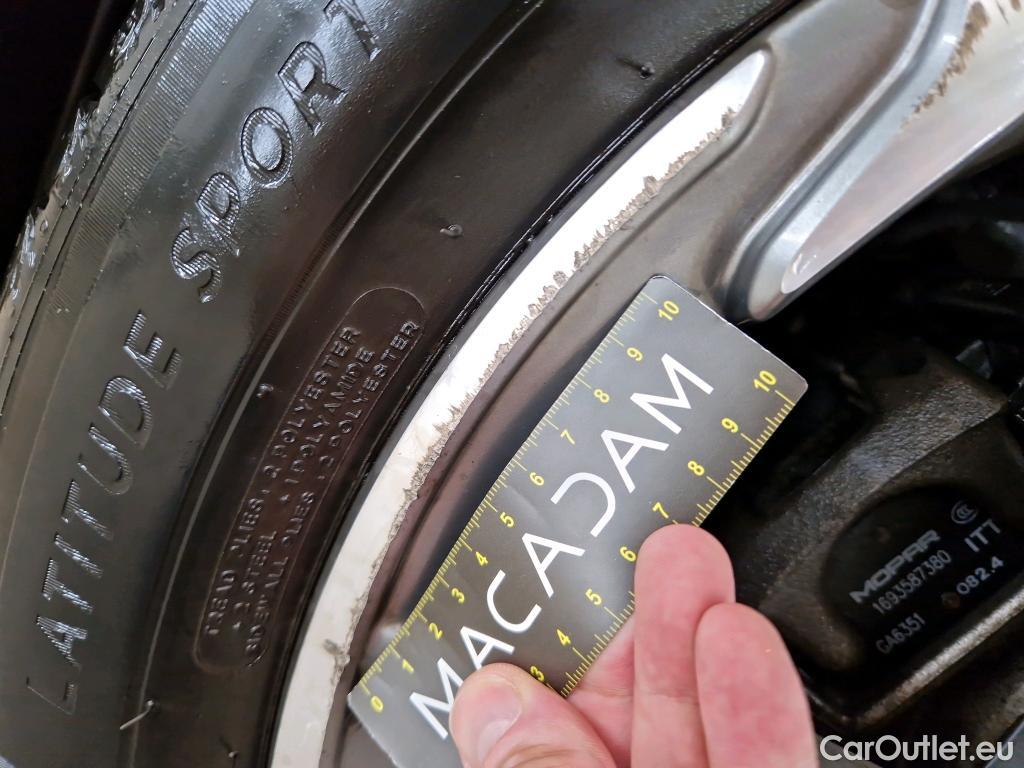 LATITUDE SPORT
TREAD PLIES: 2 POLYESTER
+ 2 STEEL + 1 POLYAMIDE
SIDEWALL PLIES : 2 POLYESTER
0 1 2 3 4 5 6 7 8 9 10
MACADAM
3 4 5 6 7 8 9 10
MOPAR
1693587380
GA6351
ITT
082.4
CarOutlet.eu